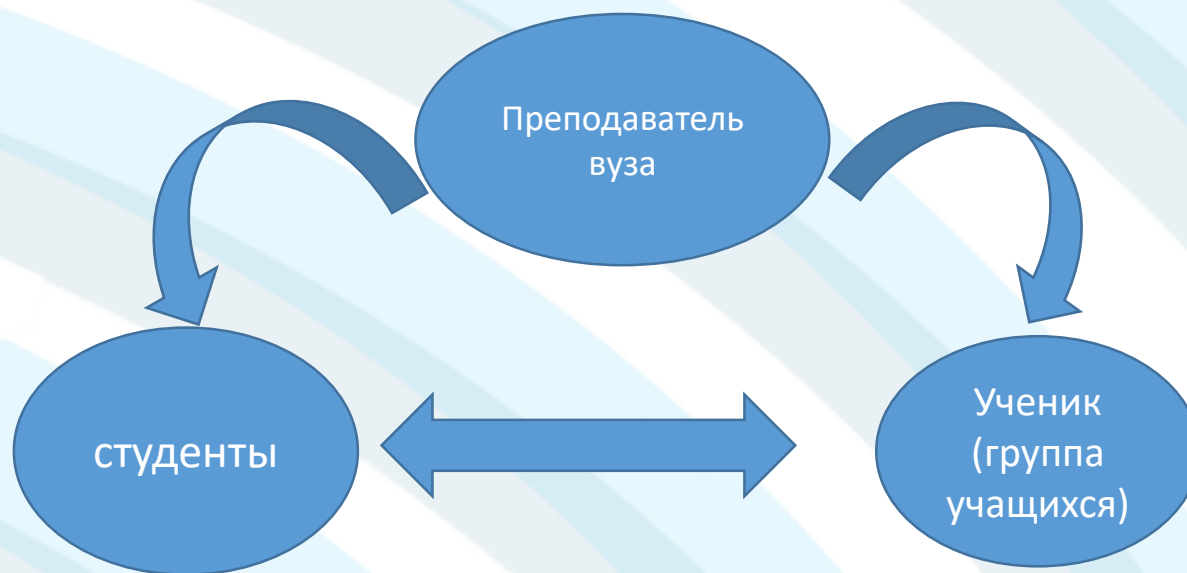 Преподаватель
вуза
студенты
Ученик
(группа
учащихся)